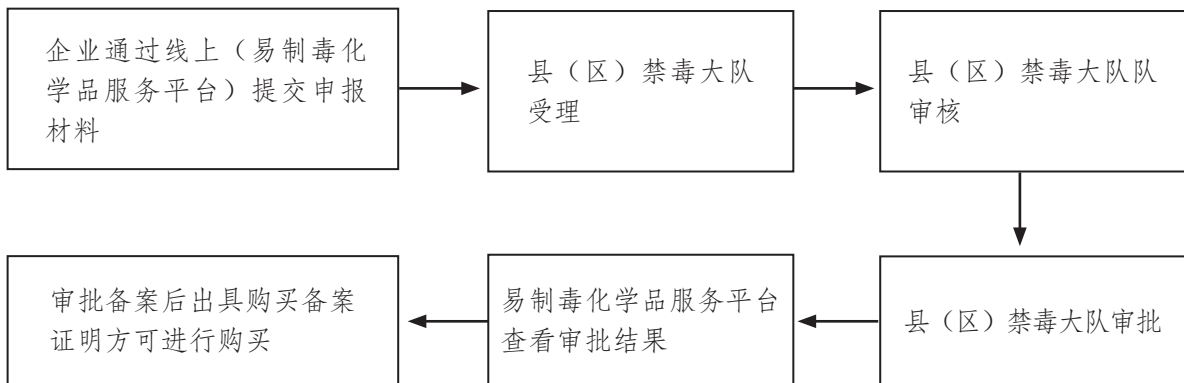 企业通过线上（易制毒化
学品服务平台）提交申报
材料
县（区）禁毒大队
受理
县（区）禁毒大队队
审核
县（区）禁毒大队审批
易制毒化学品服务平台
查看审批结果
审批备案后出具购买备案
证明方可进行购买